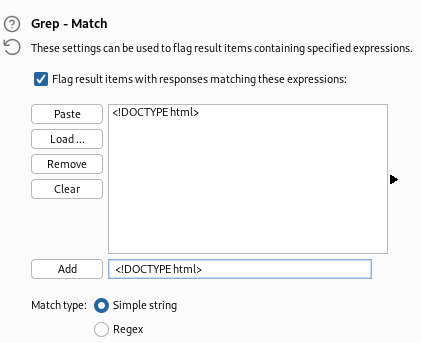 Grep - Match
These settings can be used to flag result items containing specified expressions.
Flag result items with responses matching these expressions:
Paste
<!DOCTYPE html>
Load ...
Remove
Clear
Add
<!DOCTYPE html>
Match type:
Simple string
Regex